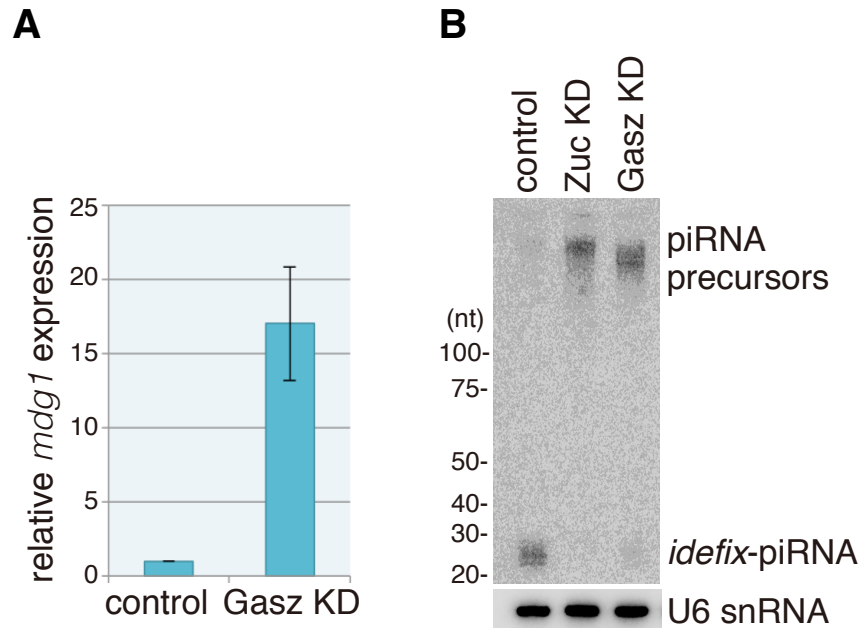 A
relative mdg1 expression
25
20
15
10
5
0
control Gasz KD
B
control
Zuc KD
Gasz KD
piRNA
precursors
(nt)
100-
75-
50-
40-
30-
20-
idefix-piRNA
U6 snRNA